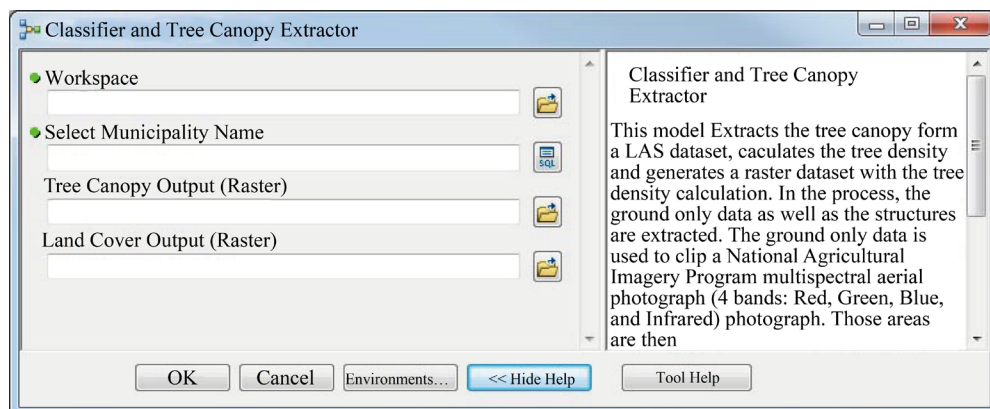 Classifier and Tree Canopy Extractor
Workspace
Select Municipality Name
SQL
Tree Canopy Output (Raster)
Land Cover Output (Raster)
Classifier and Tree Canopy
Extractor
This model Extracts the tree canopy form
a LAS dataset, caculates the tree density
and generates a raster dataset with the tree
density calculation. In the process, the
ground only data as well as the structures
are extracted. The ground only data is
used to clip a National Agricultural
Imagery Program multispectral aerial
photograph (4 bands: Red, Green, Blue,
and Infrared) photograph. Those areas
are then
OK
Cancel
Environments...
<< Hide Help
Tool Help